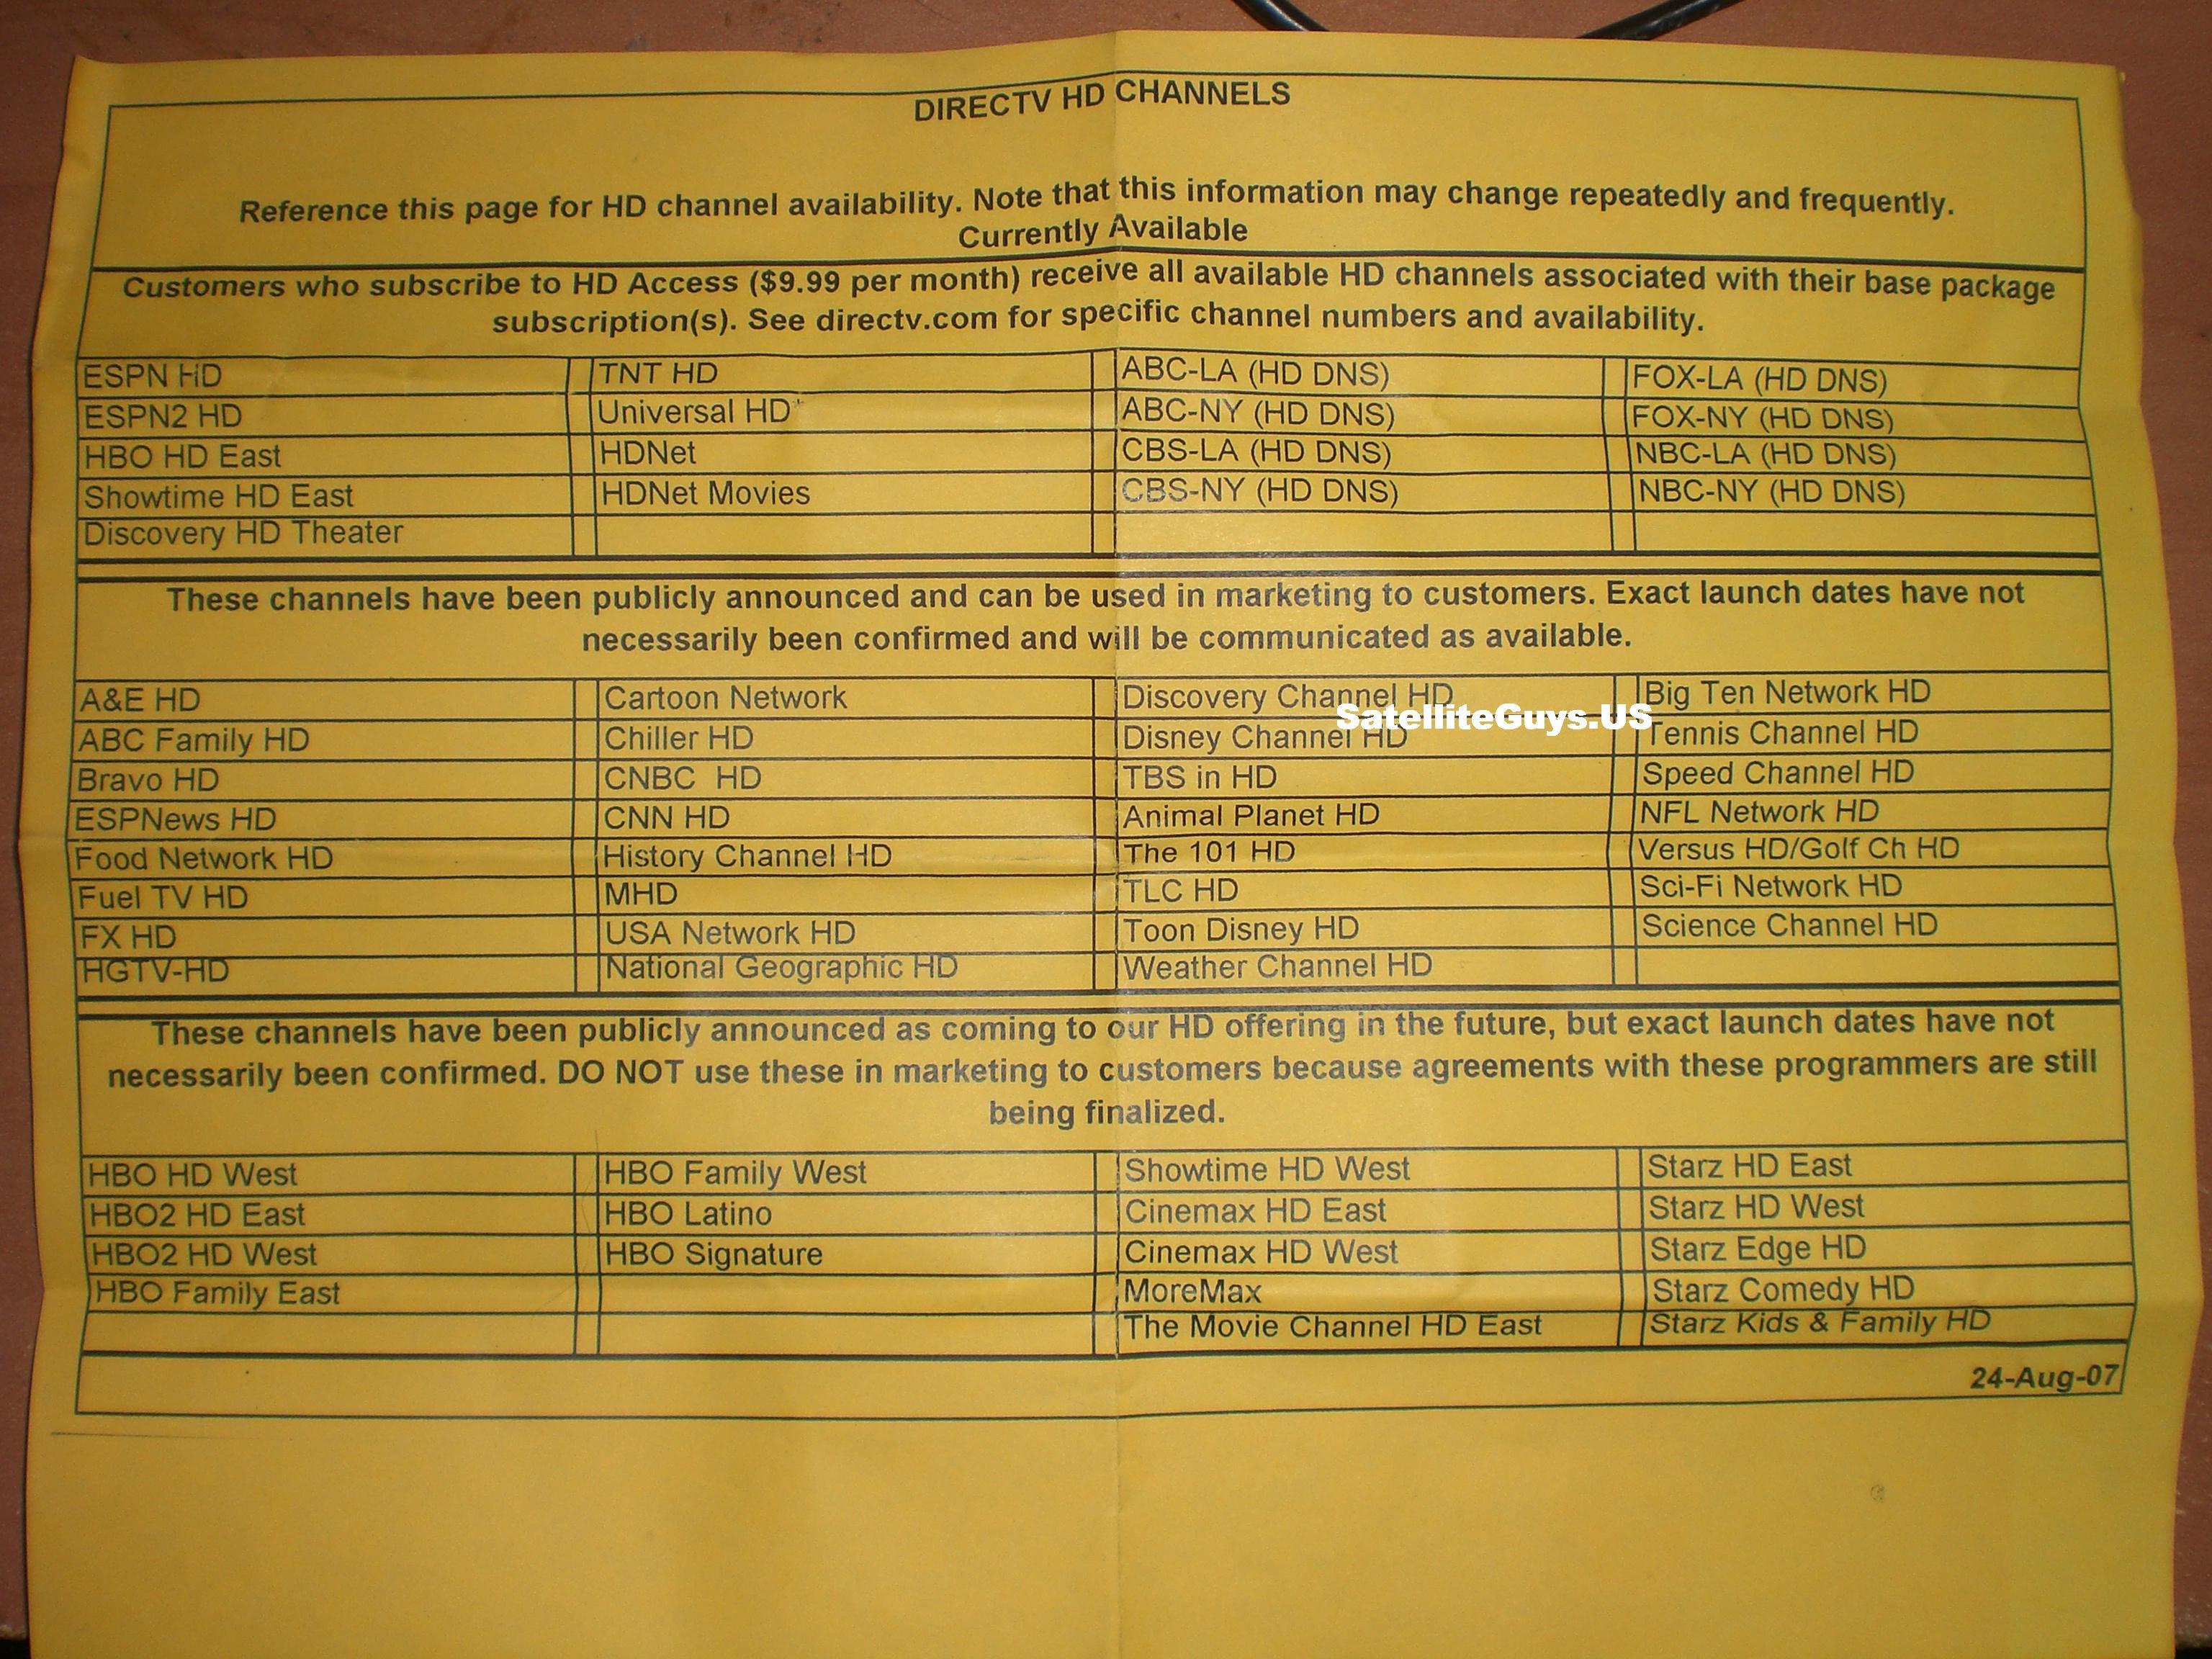 DIRECTV HD CHANNELS
Reference this page for HD channel availability. Note that this information may change repeatedly and frequently.
Currently Available
Customers who subscribe to HD Access ($9.99 per month) receive all available HD channels associated with their base package
subscription(s). See directv.com for specific channel numbers and availability.
ESPN HD TNT HD ABC-LA (HD DNS) FOX-LA (HD DNS)
ESPN2 HD Universal HD* ABC-NY (HD DNS) FOX-NY (HD DNS)
HBO HD East HDNet CBS-LA (HD DNS) NBC-LA (HD DNS)
Showtime HD East HDNet Movies CBS-NY (HD DNS) NBC-NY (HD DNS)
Discovery HD Theater
These channels have been publicly announced and can be used in marketing to customers. Exact launch dates have not
necessarily been confirmed and will be communicated as available.
A&E HD Cartoon Network Discovery Channel HD Big Ten Network HD
SatelliteGuys.US
ABC Family HD Chiller HD Disney Channel HD Tennis Channel HD
Bravo HD CNBC HD TBS in HD Speed Channel HD
ESPNews HD CNN HD Animal Planet HD NFL Network HD
Food Network HD History Channel HD The 101 HD Versus HD/Golf Ch HD
Fuel TV HD MHD TLC HD Sci-Fi Network HD
FX HD USA Network HD Toon Disney HD Science Channel HD
HGTV-HD National Geographic HD Weather Channel HD
These channels have been publicly announced as coming to our HD offering in the future, but exact launch dates have not
necessarily been confirmed. DO NOT use these in marketing to customers because agreements with these programmers are still
being finalized.
HBO HD West HBO Family West Showtime HD West Starz HD East
HBO2 HD East HBO Latino Cinemax HD East Starz HD West
HBO2 HD West HBO Signature Cinemax HD West Starz Edge HD
HBO Family East MoreMax Starz Comedy HD
The Movie Channel HD East Starz Kids & Family HD
24-Aug-07